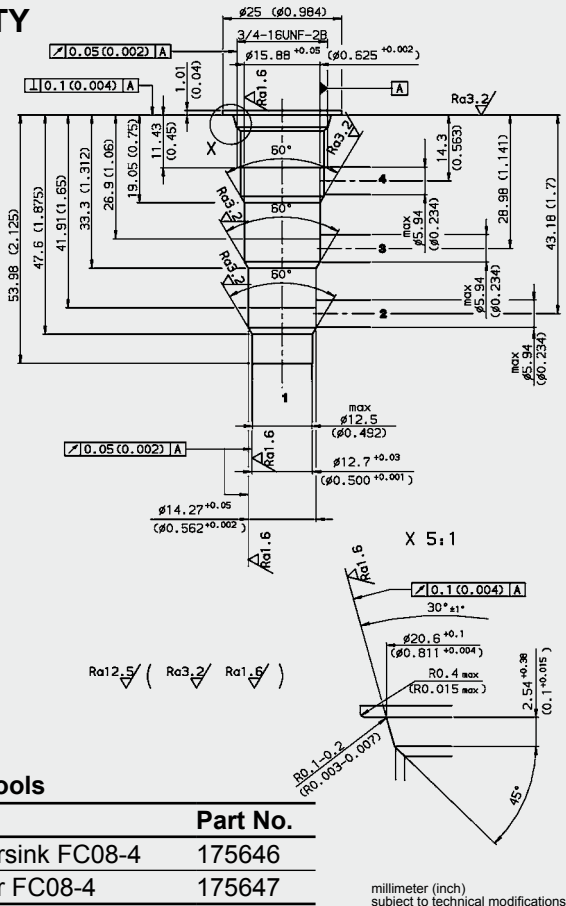 TY
ø25 (ø0.984)
3/4-16UNF-2B
0.05(0.002) A
ø15.88 +0.05 (ø0.625 +0.002)
⊥ 0.1(0.004) A
1.01
(0.04)
Ra1.6
A
Ra3.2
X
11.43
(0.45)
19.05 (0.75)
26.9 (1.06)
33.3 (1.312)
41.91(1.65)
47.6 (1.875)
53.98 (2.125)
Ra3.2
60°
4
14.3
(0.563)
28.98 (1.141)
43.18 (1.7)
Ra3.2
60°
3
max
ø5.94
(ø0.234)
Ra3.2
60°
2
max
ø5.94
(ø0.234)
max
ø5.94
(ø0.234)
1
max
ø12.5
(ø0.492)
0.05(0.002) A
Ra1.6
ø12.7 +0.03
(ø0.500 +0.001)
ø14.27 +0.05
(ø0.562 +0.002)
Ra1.6
X 5:1
Ra1.6
0.1(0.004) A
30° ±1°
ø20.6 +0.1
(ø0.811 +0.004)
R0.4 max
(R0.015 max)
2.54 +0.38
(0.1 +0.015)
Ra12.5 ( Ra3.2 Ra1.6 )
R0.1-0.2
(R0.003-0.007)
45°
ools
Part No.
rsink FC08-4 175646
r FC08-4 175647
millimeter (inch)
subject to technical modifications